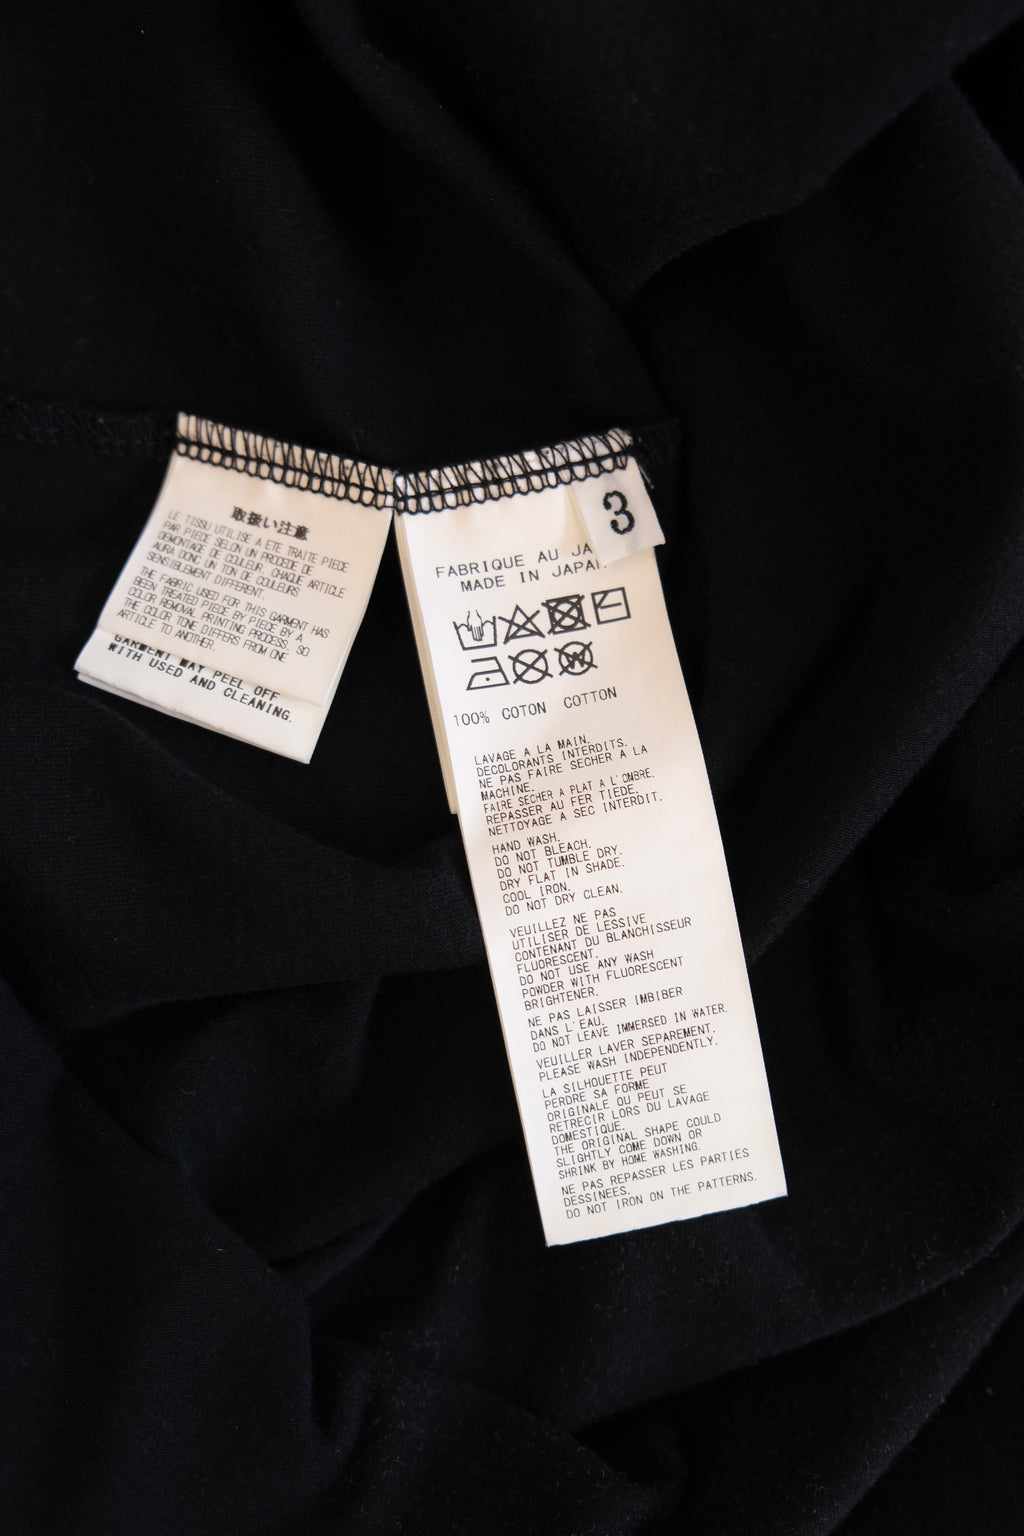 取扱い注意
LE TISSU UTILISE A ETE TRAITE PIECE
PAR PIECE SELON UN PROCEDE DE
DEMONTAGE DE COULEUR. CHAQUE ARTICLE
AURA DONC UN TON DE COULEURS
SENSIBLEMENT DIFFERENT.
THE FABRIC USED FOR THIS GARMENT HAS
BEEN TREATED PIECE BY PIECE BY A
COLOR REMOVAL PRINTING PROCESS. SO
THE COLOR TONE DIFFERS FROM ONE
ARTICLE TO ANOTHER.
GARMENT MAY PEEL OFF
WITH USED AND CLEANING.
3
FABRIQUE AU JA
MADE IN JAPA
W
100% COTON COTTON
LAVAGE A LA MAIN.
DECOLORANTS INTERDITS.
NE PAS FAIRE SECHER A LA
MACHINE.
FAIRE SECHER A PLAT A L'OMBRE.
REPASSER AU FER TIEDE.
NETTOYAGE A SEC INTERDIT.
HAND WASH.
DO NOT BLEACH.
DO NOT TUMBLE DRY.
DRY FLAT IN SHADE.
COOL IRON.
DO NOT DRY CLEAN.
VEUILLEZ NE PAS
UTILISER DE LESSIVE
CONTENANT DU BLANCHISSEUR
FLUORESCENT.
DO NOT USE ANY WASH
POWDER WITH FLUORESCENT
BRIGHTENER.
NE PAS LAISSER IMBIBER
DANS L'EAU.
DO NOT LEAVE IMMERSED IN WATER.
VEUILLER LAVER SEPAREMENT.
PLEASE WASH INDEPENDENTLY.
LA SILHOUETTE PEUT
PERDRE SA FORME
ORIGINALE OU PEUT SE
RETRECIR LORS DU LAVAGE
DOMESTIQUE.
THE ORIGINAL SHAPE COULD
SLIGHTLY COME DOWN OR
SHRINK BY HOME WASHING.
NE PAS REPASSER LES PARTIES
DESSINEES.
DO NOT IRON ON THE PATTERNS.